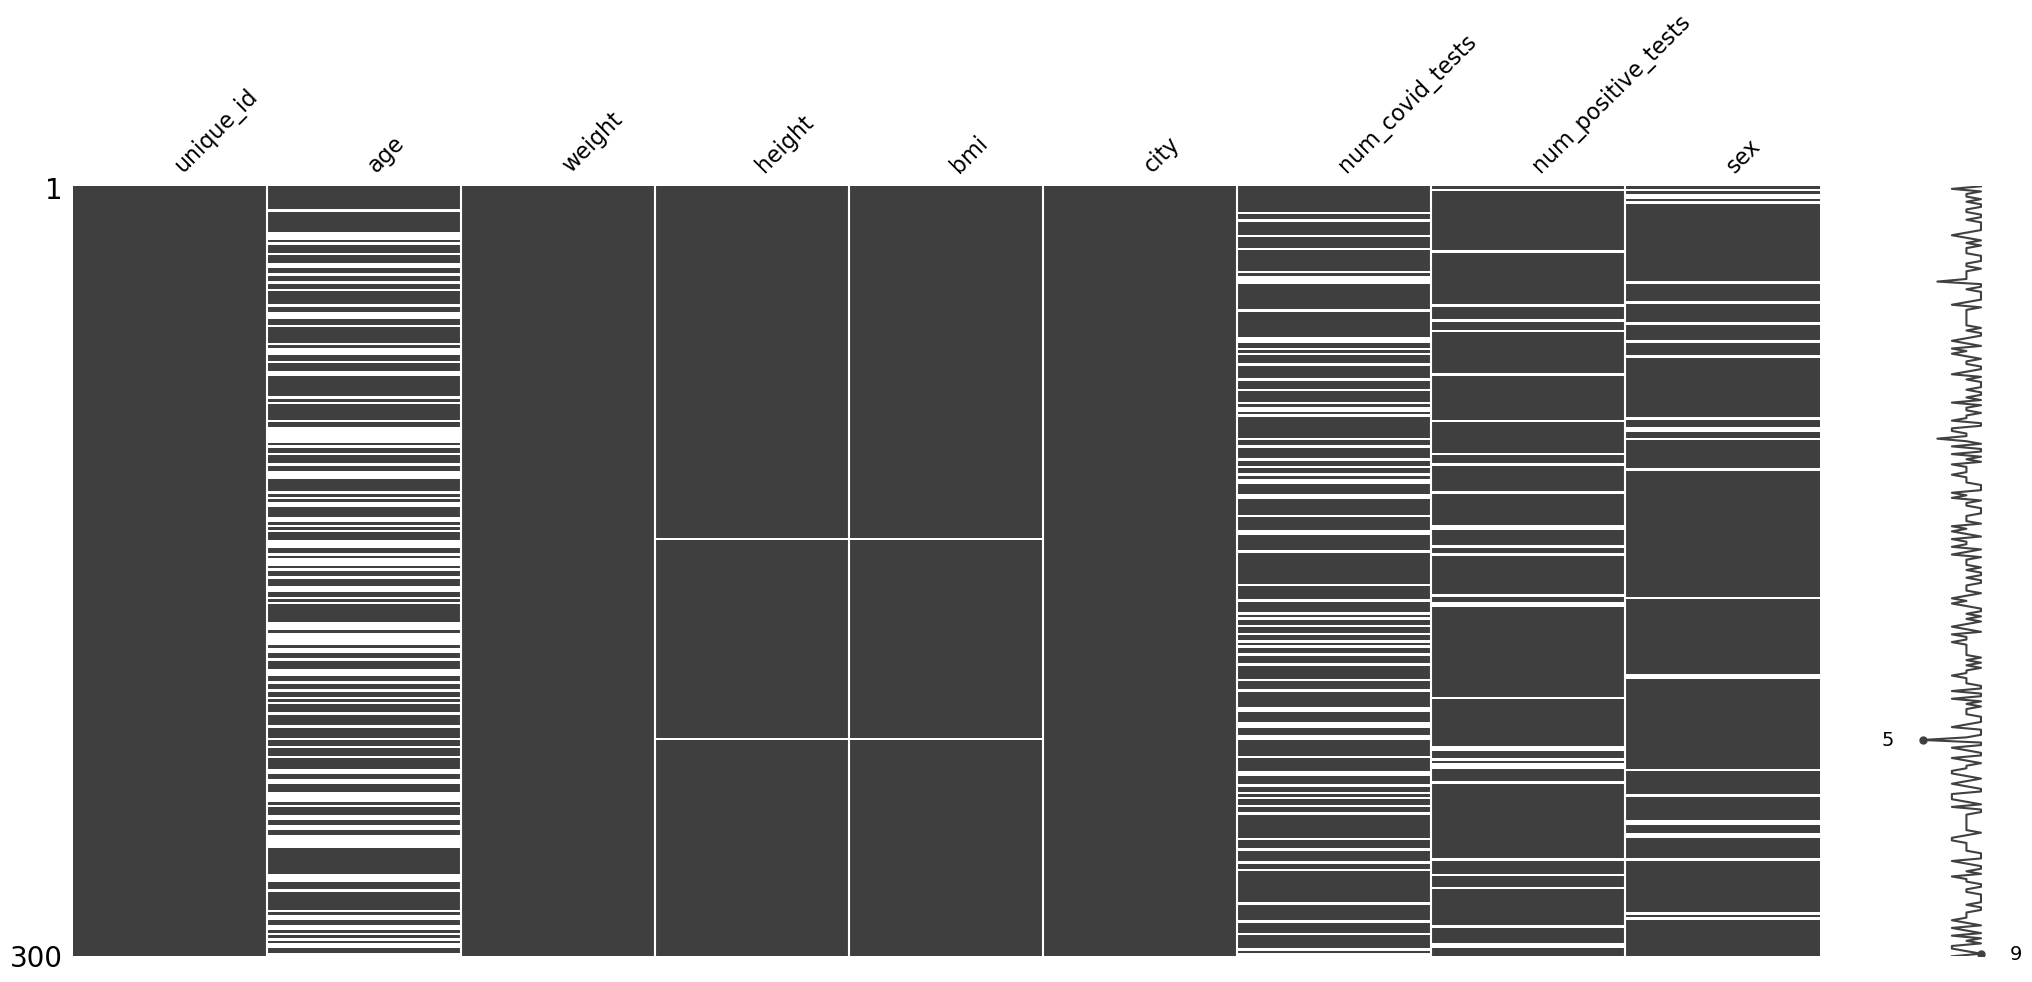 unique_id
age
weight
height
bmi
city
num_covid_tests
num_positive_tests
sex
1
5
300
9